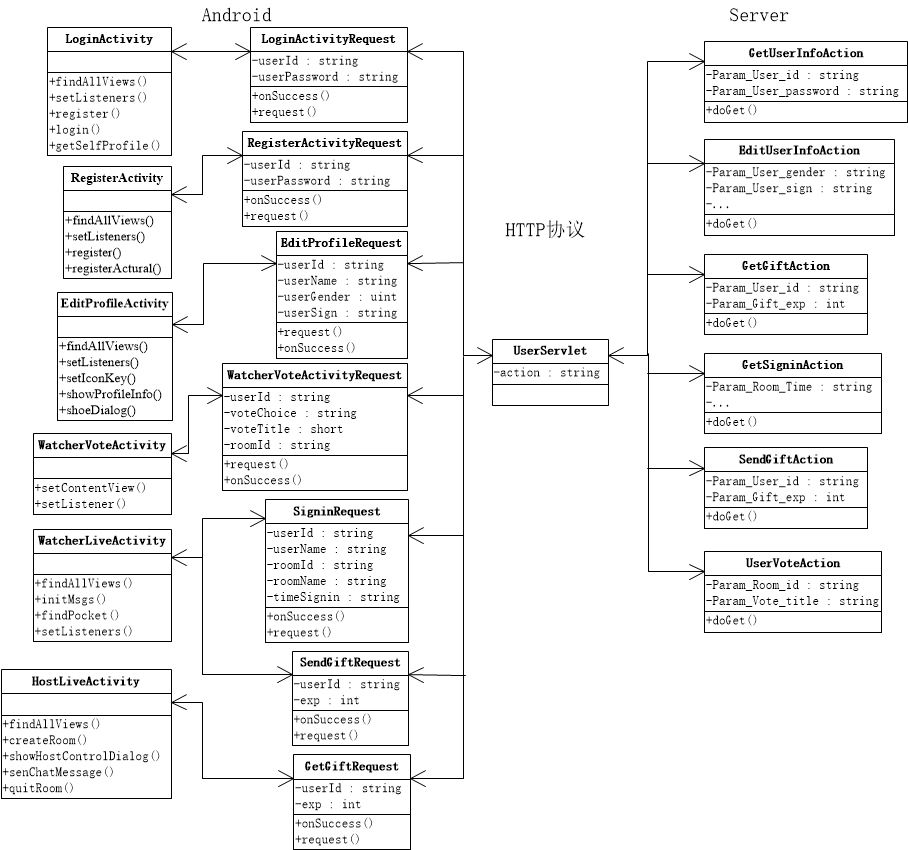 Android
Server
LoginActivity
+findAllViews()
+setListeners()
+register()
+login()
+getSelfProfile()
LoginActivityRequest
-userId : string
-userPassword : string
+onSuccess()
+request()
RegisterActivity
+findAllViews()
+setListeners()
+register()
+registerActural()
RegisterActivityRequest
-userId : string
-userPassword : string
+onSuccess()
+request()
EditProfileActivity
+findAllViews()
+setListeners()
+setIconKey()
+showProfileInfo()
+shoeDialog()
EditProfileRequest
-userId : string
-userName : string
-userGender : uint
-userSign : string
+request()
+onSuccess()
WatcherVoteActivity
+setContentView()
+setListener()
WatcherVoteActivityRequest
-userId : string
-voteChoice : string
-voteTitle : short
-roomId : string
+request()
+onSuccess()
WatcherLiveActivity
+findAllViews()
+initMsgs()
+findPocket()
+setListeners()
SigninRequest
-userId : string
-userName : string
-roomId : string
-roomName : string
-timeSignin : string
+onSuccess()
+request()
SendGiftRequest
-userId : string
-exp : int
+onSuccess()
+request()
HostLiveActivity
+findAllViews()
+createRoom()
+showHostControlDialog()
+senChatMessage()
+quitRoom()
GetGiftRequest
-userId : string
-exp : int
+onSuccess()
+request()
HTTP协议
UserServlet
-action : string
GetUserInfoAction
-Param_User_id : string
-Param_User_password : string
+doGet()
EditUserInfoAction
-Param_User_gender : string
-Param_User_sign : string
-...
+doGet()
GetGiftAction
-Param_User_id : string
-Param_Gift_exp : int
+doGet()
GetSigninAction
-Param_Room_Time : string
-...
+doGet()
SendGiftAction
-Param_User_id : string
-Param_Gift_exp : int
+doGet()
UserVoteAction
-Param_Room_id : string
-Param_Vote_title : string
+doGet()